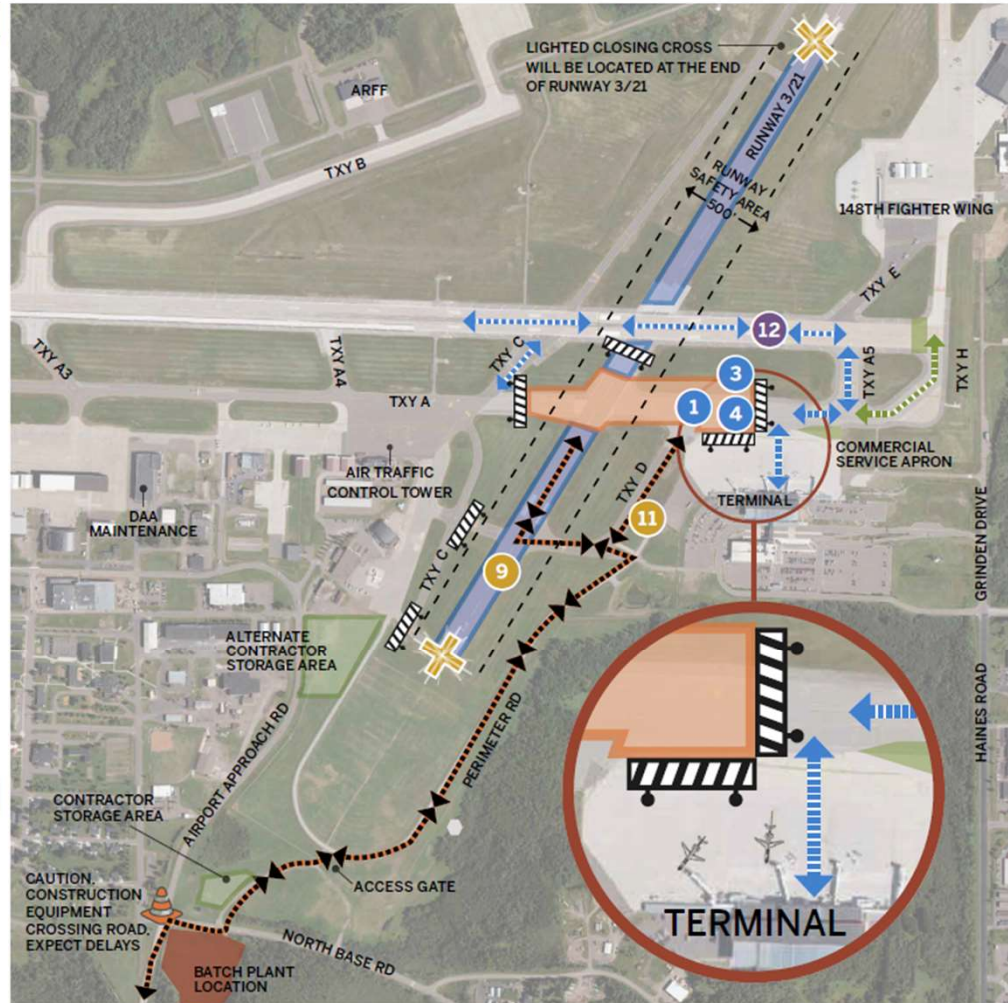 LIGHTED CLOSING CROSS
WILL BE LOCATED AT THE END
OF RUNWAY 3/21
ARFF
TXY B
RUNWAY 3/21
RUNWAY
SAFETY AREA
500'
148TH FIGHTER WING
TXY E
12
TXY C
TXY A3
TXY A4
TXY A5
TXY H
3
1
4
TXY A
AIR TRAFFIC
CONTROL TOWER
COMMERCIAL
SERVICE APRON
TERMINAL
DAA
MAINTENANCE
TXY D
11
TXY C
9
GRINDEN DRIVE
ALTERNATE
CONTRACTOR
STORAGE AREA
PERIMETER RD
AIRPORT APPROACH RD
HAINES ROAD
CONTRACTOR
STORAGE AREA
ACCESS GATE
CAUTION,
CONSTRUCTION
EQUIPMENT
CROSSING ROAD.
EXPECT DELAYS
NORTH BASE RD
BATCH PLANT
LOCATION
TERMINAL